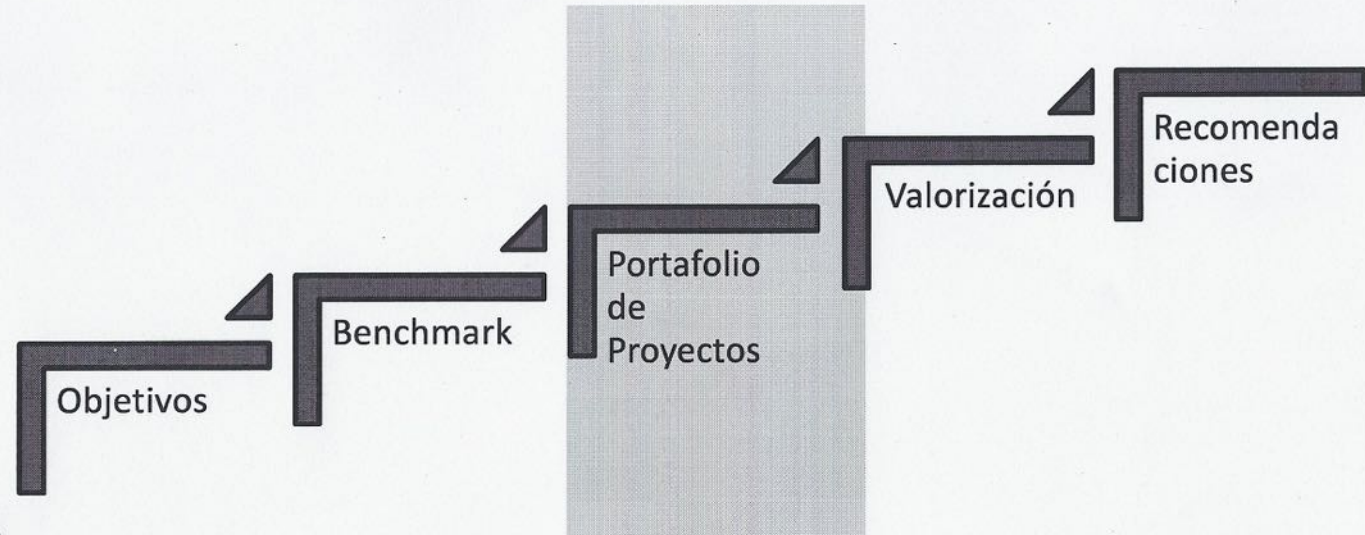 Objetivos
Benchmark
Portafolio
de
Proyectos
Valorización
Recomenda
ciones